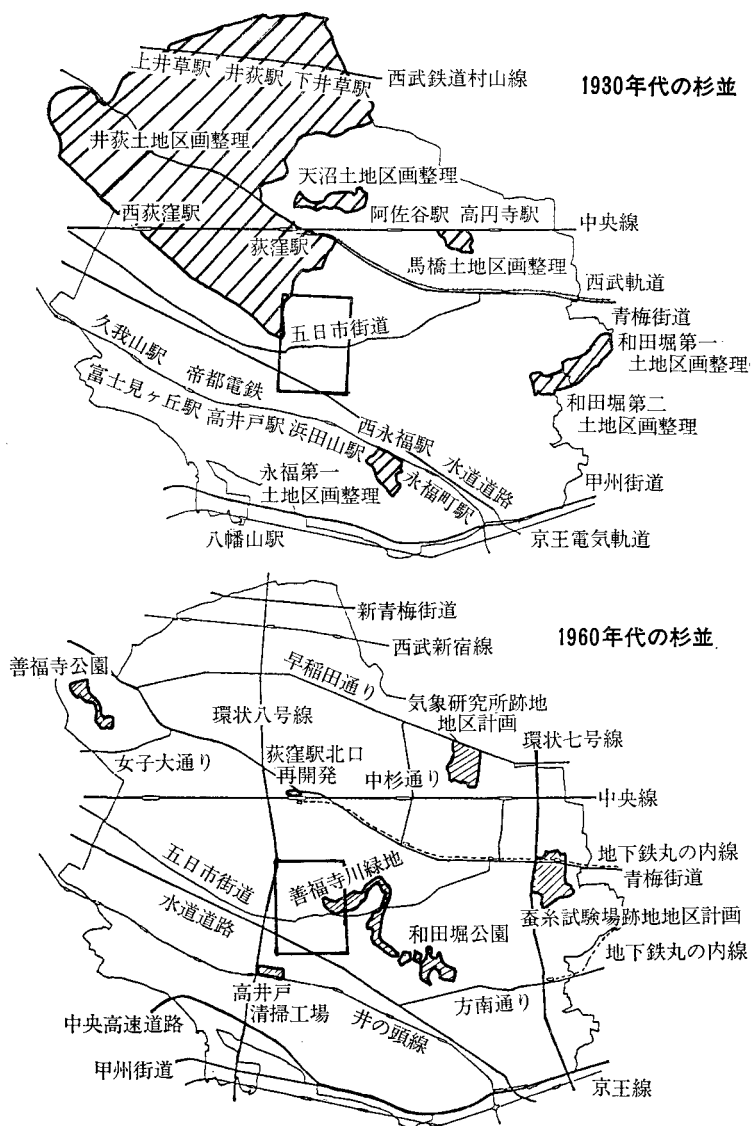 1930年代の杉並
上井草駅
井荻駅
下井草駅
西武鉄道村山線
井荻土地区画整理
天沼土地区画整理
西荻窪駅
阿佐谷駅
高円寺駅
中央線
荻窪駅
馬橋土地区画整理
西武軌道
青梅街道
五日市街道
和田堀第一
土地区画整理
久我山駅
帝都電鉄
富士見ヶ丘駅
高井戸駅
浜田山駅
西永福駅
和田堀第二
土地区画整理
水道道路
永福第一
土地区画整理
永福町駅
甲州街道
八幡山駅
京王電気軌道
1960年代の杉並
新青梅街道
西武新宿線
善福寺公園
早稲田通り
気象研究所跡地
地区計画
環状八号線
環状七号線
女子大通り
荻窪駅北口
再開発
中杉通り
中央線
五日市街道
善福寺川緑地
地下鉄丸の内線
青梅街道
水道道路
和田堀公園
蚕糸試験場跡地地区計画
地下鉄丸の内線
高井戸
清掃工場
方南通り
中央高速道路
井の頭線
甲州街道
京王線